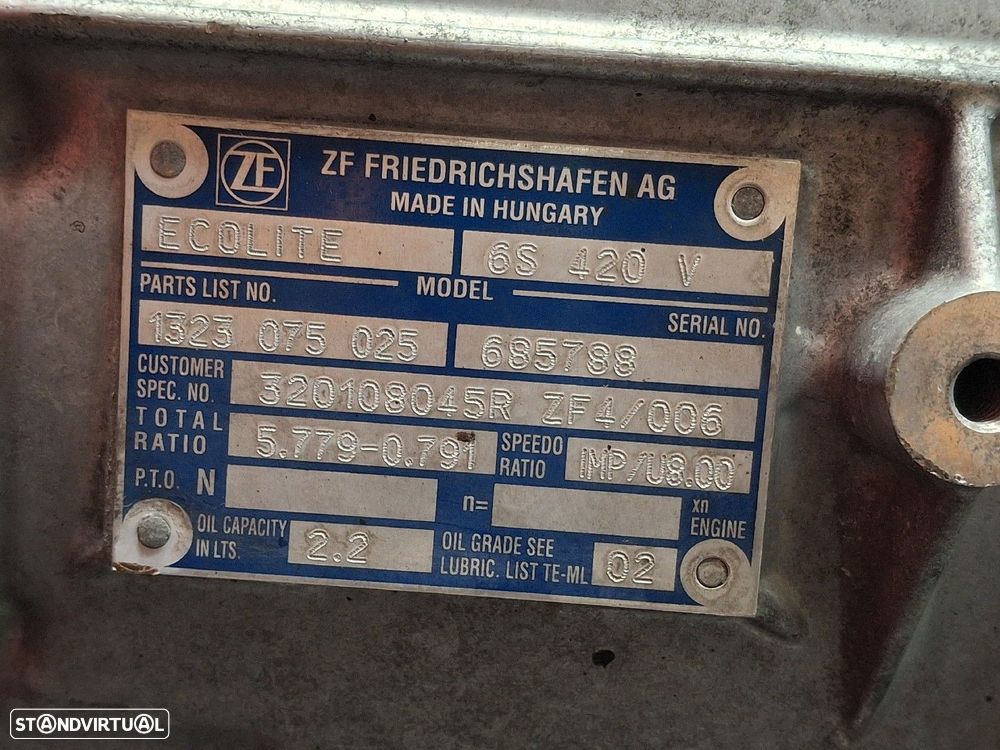 ZF
ZF FRIEDRICHSHAFEN AG
MADE IN HUNGARY
ECOLITE 6S 420 V
PARTS LIST NO. MODEL SERIAL NO.
1323 075 025 685788
CUSTOMER SPEC. NO. 320108045R ZF4/006
TOTAL RATIO 5.779-0.791 SPEEDO RATIO IMP/U8.00
P.T.O. N n= xn ENGINE
OIL CAPACITY IN LTS. 2.2 OIL GRADE SEE LUBRIC. LIST TE-ML 02
STANDVIRTUAL